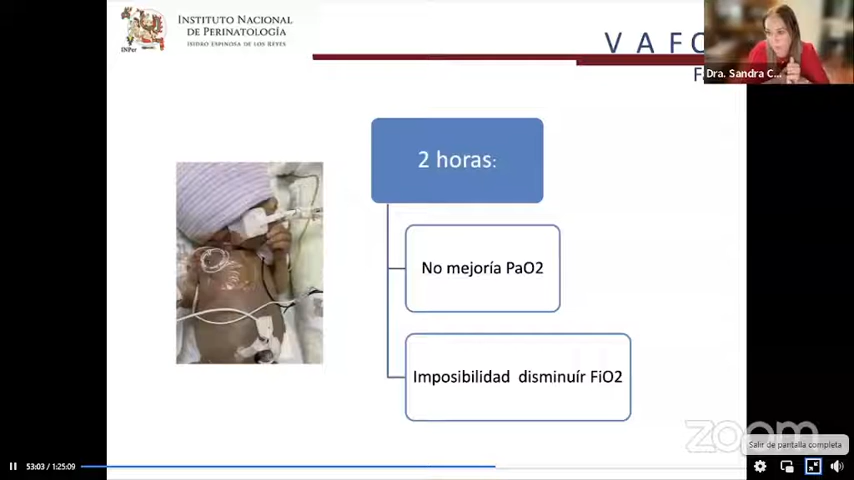 INSTITUTO NACIONAL
DE PERINATOLOGÍA
ISIDRO ESPINOSA DE LOS REYES
INPer
V A F O
F
Dra. Sandra C...
2 horas:
No mejoría PaO2
Imposibilidad disminuír FiO2
zoom
Salir de pantalla completa
53:03 / 1:25:09